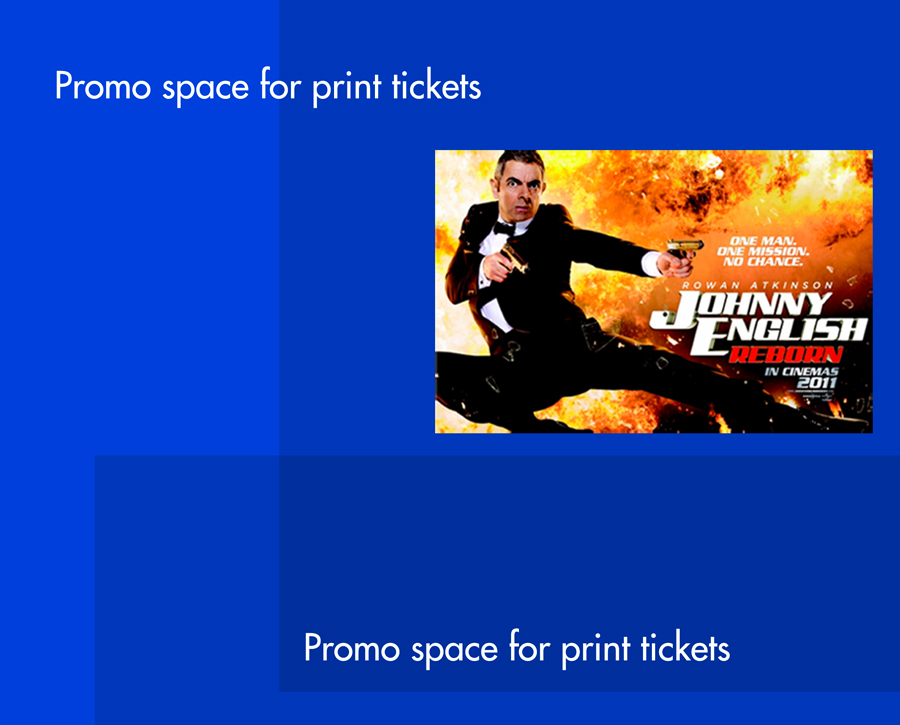 Promo space for print tickets
ONE MAN.
ONE MISSION.
NO CHANCE.
ROWAN ATKINSON
JOHNNY
ENGLISH
REBORN
IN CINEMAS
2011
Promo space for print tickets